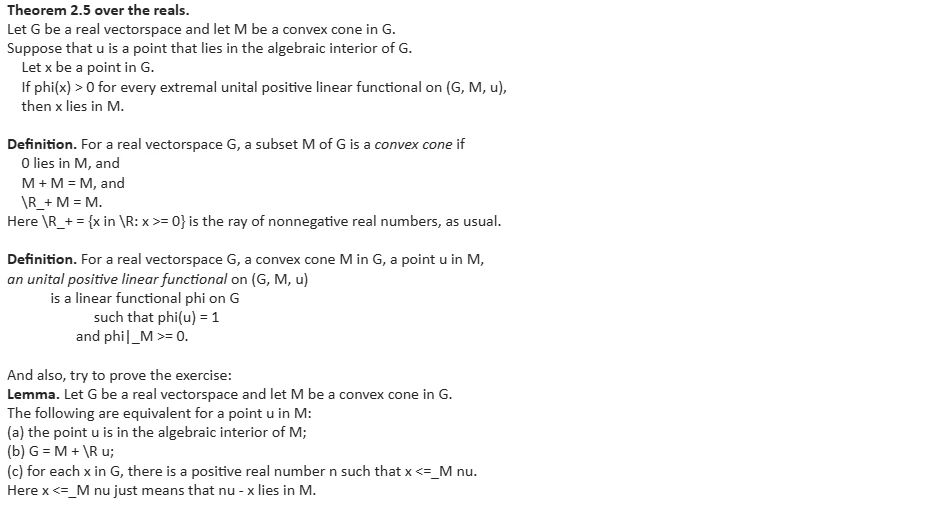 Theorem 2.5 over the reals.
Let G be a real vectorspace and let M be a convex cone in G.
Suppose that u is a point that lies in the algebraic interior of G.
Let x be a point in G.
If phi(x) > 0 for every extremal unital positive linear functional on (G, M, u),
then x lies in M.
Definition. For a real vectorspace G, a subset M of G is a convex cone if
0 lies in M, and
M + M = M, and
\R_+ M = M.
Here \R_+ = {x in \R: x >= 0} is the ray of nonnegative real numbers, as usual.
Definition. For a real vectorspace G, a convex cone M in G, a point u in M,
an unital positive linear functional on (G, M, u)
is a linear functional phi on G
such that phi(u) = 1
and phi|_M >= 0.
And also, try to prove the exercise:
Lemma. Let G be a real vectorspace and let M be a convex cone in G.
The following are equivalent for a point u in M:
(a) the point u is in the algebraic interior of M;
(b) G = M + \R u;
(c) for each x in G, there is a positive real number n such that x <=_M nu.
Here x <=_M nu just means that nu - x lies in M.